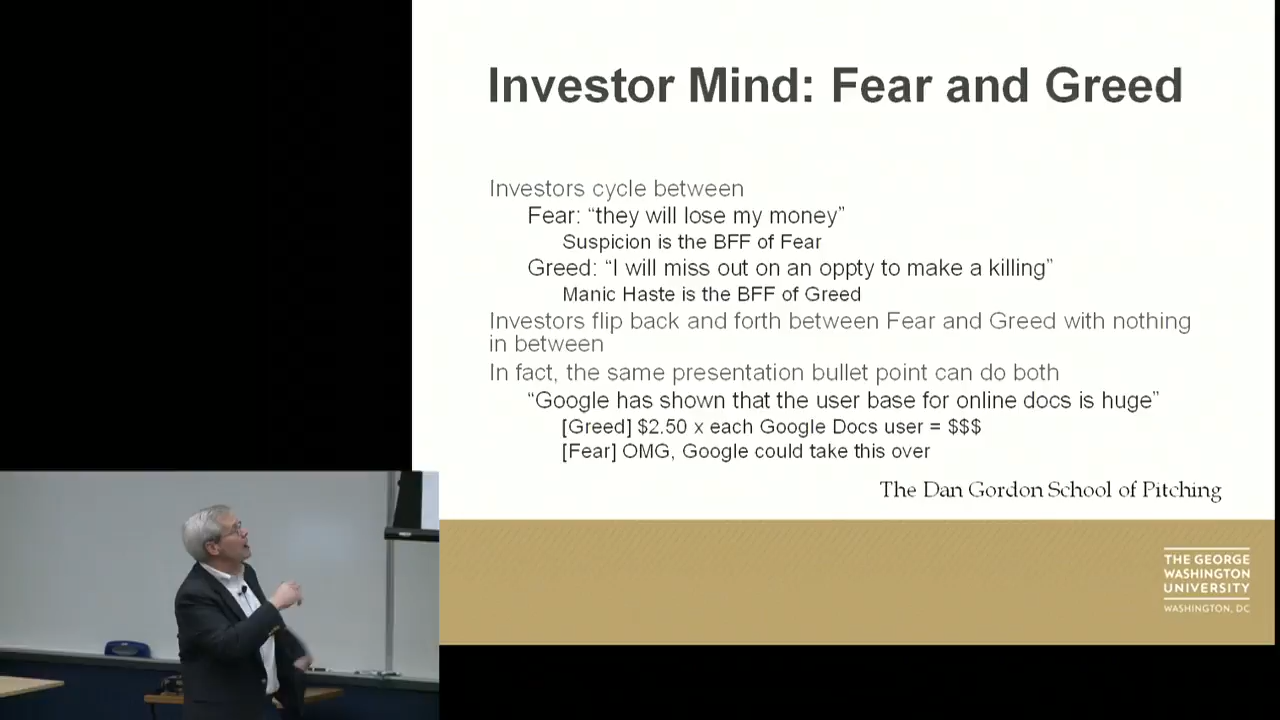 Investor Mind: Fear and Greed
Investors cycle between
Fear: “they will lose my money”
Suspicion is the BFF of Fear
Greed: “I will miss out on an oppty to make a killing”
Manic Haste is the BFF of Greed
Investors flip back and forth between Fear and Greed with nothing
in between
In fact, the same presentation bullet point can do both
“Google has shown that the user base for online docs is huge”
[Greed] $2.50 x each Google Docs user = $$$
[Fear] OMG, Google could take this over
The Dan Gordon School of Pitching
THE GEORGE
WASHINGTON
UNIVERSITY
WASHINGTON, DC